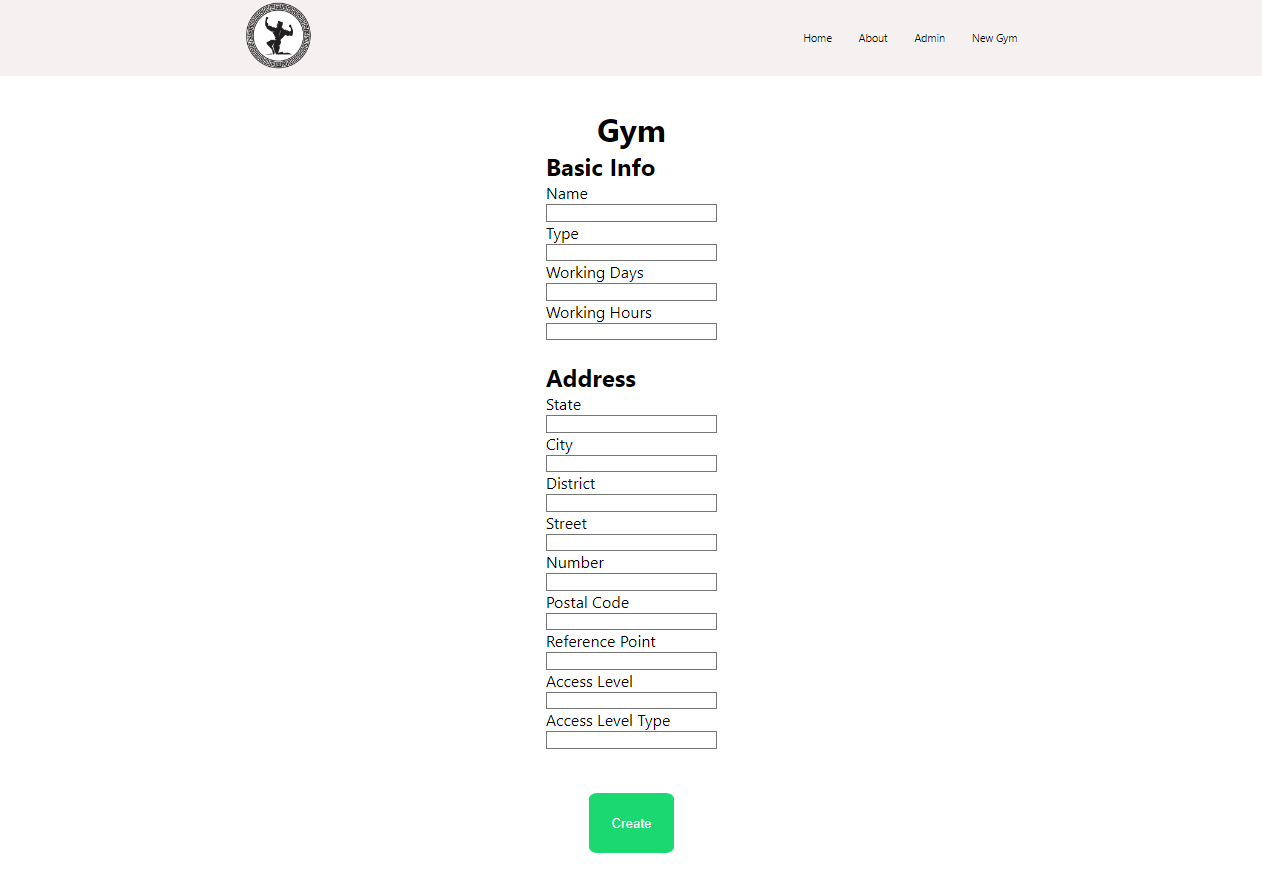 Home About Admin New Gym
Gym
Basic Info
Name
Type
Working Days
Working Hours
Address
State
City
District
Street
Number
Postal Code
Reference Point
Access Level
Access Level Type
Create